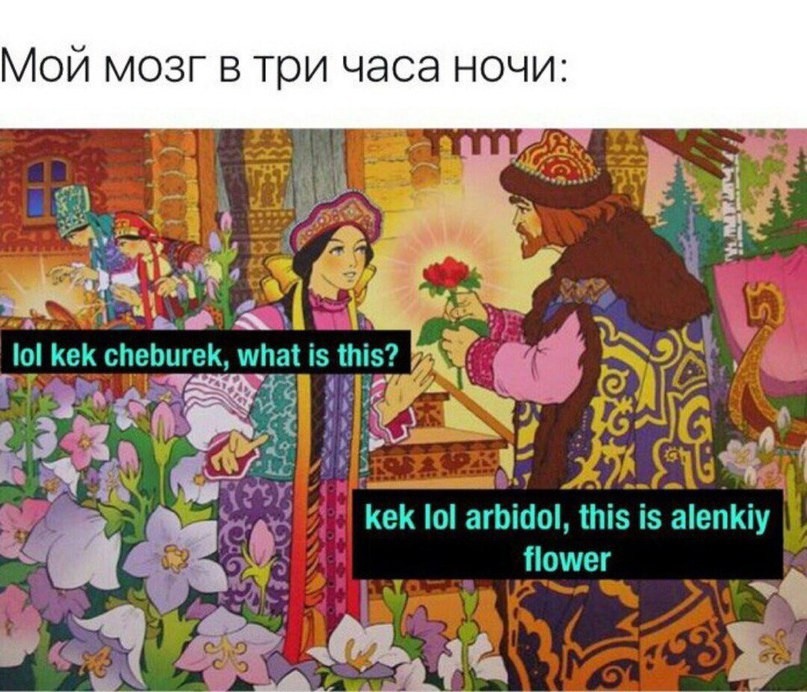 Мой мозг в три часа ночи:
lol kek cheburek, what is this?
kek lol arbidol, this is alenkiy
flower